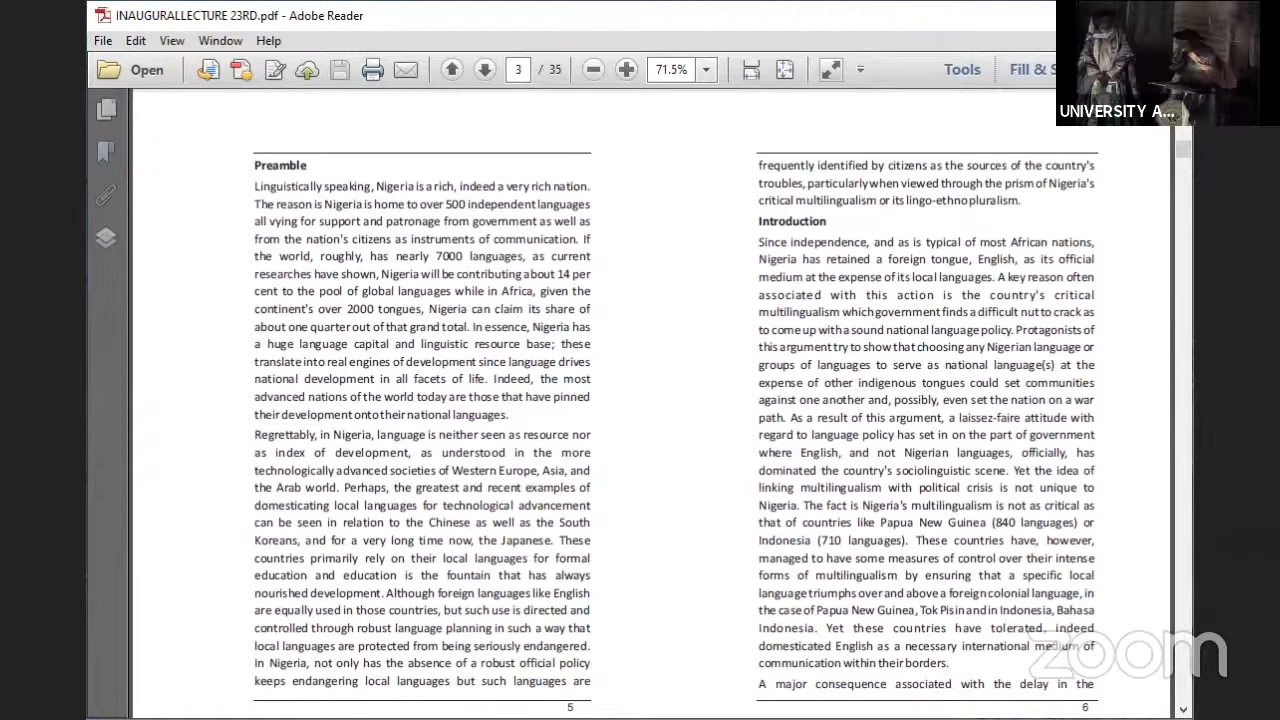 INAUGURALLECTURE 23RD.pdf - Adobe Reader
File Edit View Window Help
Open 3 / 35 71.5% Tools Fill & S
UNIVERSITY A...
Preamble
Linguistically speaking, Nigeria is a rich, indeed a very rich nation.
The reason is Nigeria is home to over 500 independent languages
all vying for support and patronage from government as well as
from the nation's citizens as instruments of communication. If
the world, roughly, has nearly 7000 languages, as current
researches have shown, Nigeria will be contributing about 14 per
cent to the pool of global languages while in Africa, given the
continent's over 2000 tongues, Nigeria can claim its share of
about one quarter out of that grand total. In essence, Nigeria has
a huge language capital and linguistic resource base; these
translate into real engines of development since language drives
national development in all facets of life. Indeed, the most
advanced nations of the world today are those that have pinned
their development onto their national languages.
Regrettably, in Nigeria, language is neither seen as resource nor
as index of development, as understood in the more
technologically advanced societies of Western Europe, Asia, and
the Arab world. Perhaps, the greatest and recent examples of
domesticating local languages for technological advancement
can be seen in relation to the Chinese as well as the South
Koreans, and for a very long time now, the Japanese. These
countries primarily rely on their local languages for formal
education and education is the fountain that has always
nourished development. Although foreign languages like English
are equally used in those countries, but such use is directed and
controlled through robust language planning in such a way that
local languages are protected from being seriously endangered.
In Nigeria, not only has the absence of a robust official policy
keeps endangering local languages but such languages are
5
frequently identified by citizens as the sources of the country's
troubles, particularly when viewed through the prism of Nigeria's
critical multilingualism or its lingo-ethno pluralism.
Introduction
Since independence, and as is typical of most African nations,
Nigeria has retained a foreign tongue, English, as its official
medium at the expense of its local languages. A key reason often
associated with this action is the country's critical
multilingualism which government finds a difficult nut to crack as
to come up with a sound national language policy. Protagonists of
this argument try to show that choosing any Nigerian language or
groups of languages to serve as national language(s) at the
expense of other indigenous tongues could set communities
against one another and, possibly, even set the nation on a war
path. As a result of this argument, a laissez-faire attitude with
regard to language policy has set in on the part of government
where English, and not Nigerian languages, officially, has
dominated the country's sociolinguistic scene. Yet the idea of
linking multilingualism with political crisis is not unique to
Nigeria. The fact is Nigeria's multilingualism is not as critical as
that of countries like Papua New Guinea (840 languages) or
Indonesia (710 languages). These countries have, however,
managed to have some measures of control over their intense
forms of multilingualism by ensuring that a specific local
language triumphs over and above a foreign colonial language, in
the case of Papua New Guinea, Tok Pisin and in Indonesia, Bahasa
Indonesia. Yet these countries have tolerated, indeed
domesticated English as a necessary international medium of
communication within their borders.
A major consequence associated with the delay in the
6
zoom